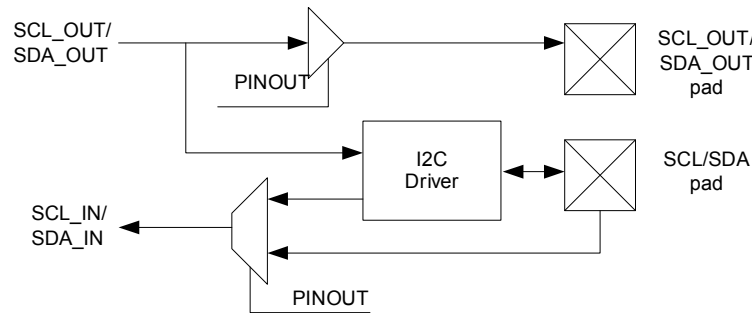 SCL_OUT/
SDA_OUT
PINOUT
SCL_OUT/
SDA_OUT
pad
I2C
Driver
SCL/SDA
pad
SCL_IN/
SDA_IN
PINOUT